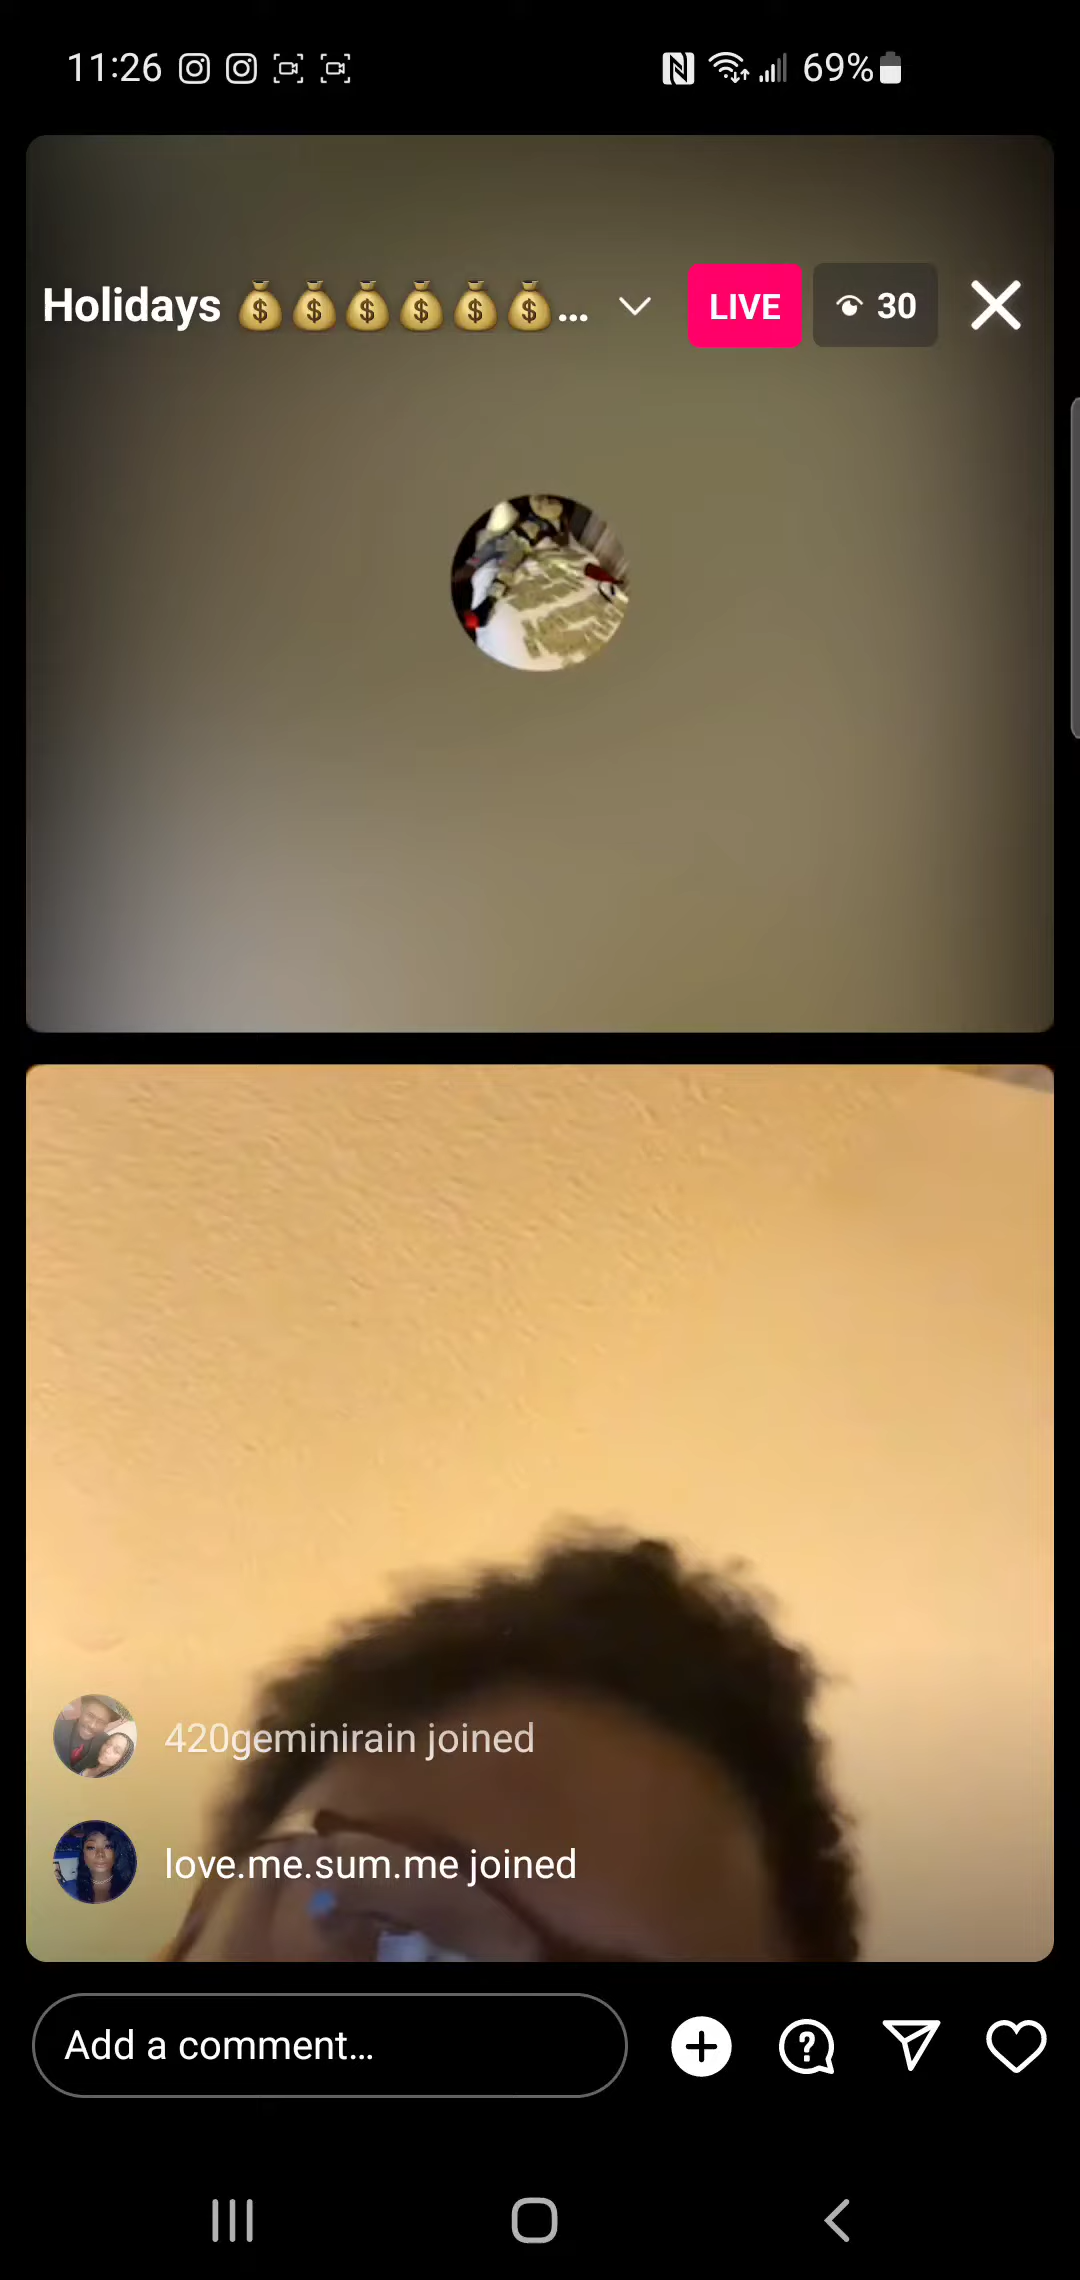 11:26 69%
Holidays 💰💰💰💰💰💰... LIVE 30
420geminirain joined
love.me.sum.me joined
Add a comment...